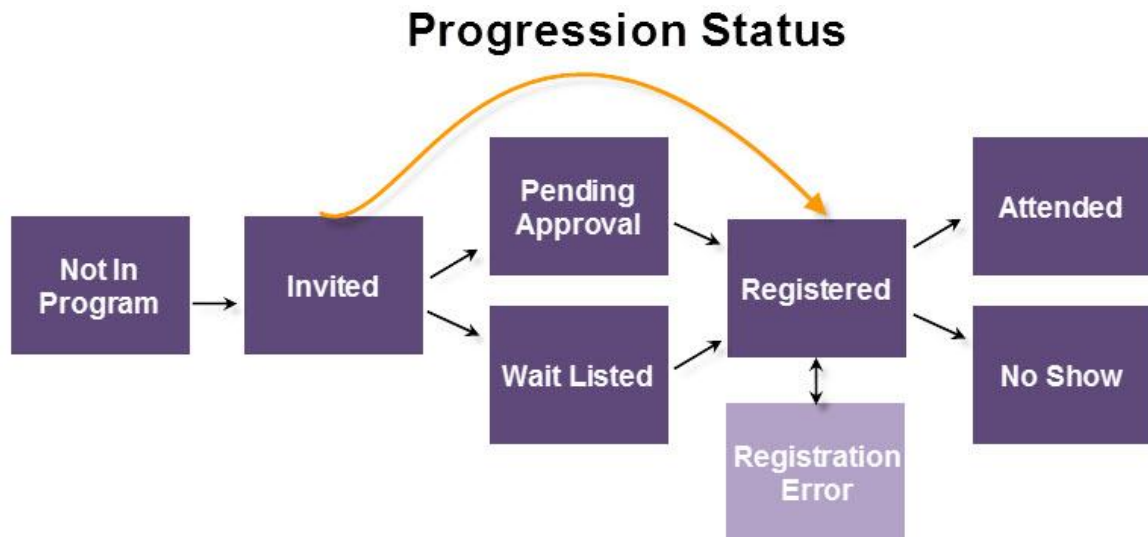 Progression Status
Not In
Program
Invited
Pending
Approval
Wait Listed
Registered
Registration
Error
Attended
No Show